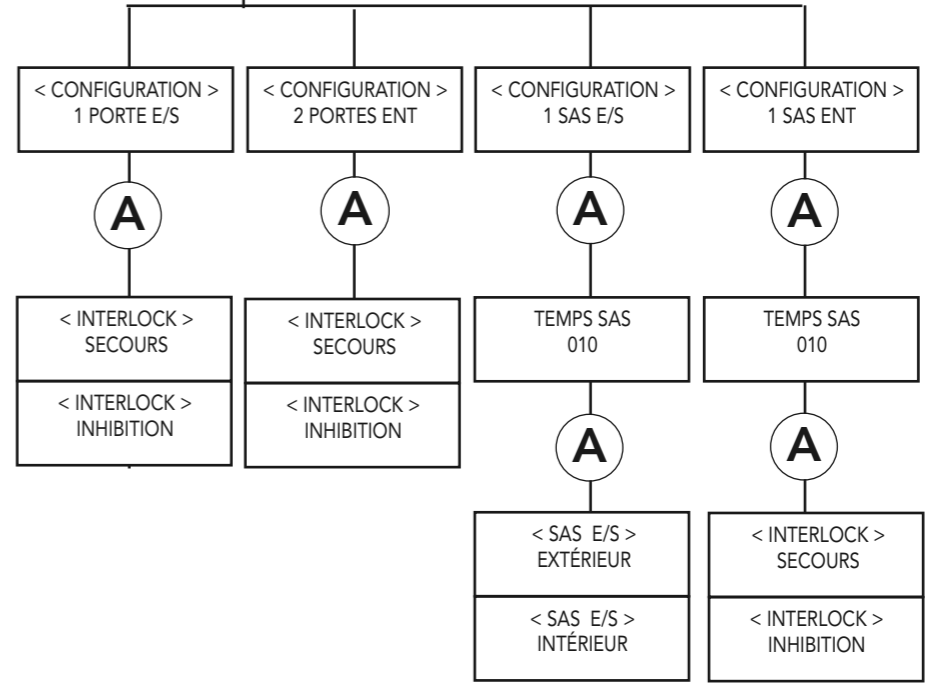 < CONFIGURATION >
1 PORTE E/S
< CONFIGURATION >
2 PORTES ENT
< CONFIGURATION >
1 SAS E/S
< CONFIGURATION >
1 SAS ENT
A
A
A
A
< INTERLOCK >
SECOURS
< INTERLOCK >
INHIBITION
< INTERLOCK >
SECOURS
< INTERLOCK >
INHIBITION
TEMPS SAS
010
TEMPS SAS
010
A
A
< SAS E/S >
EXTÉRIEUR
< SAS E/S >
INTÉRIEUR
< INTERLOCK >
SECOURS
< INTERLOCK >
INHIBITION